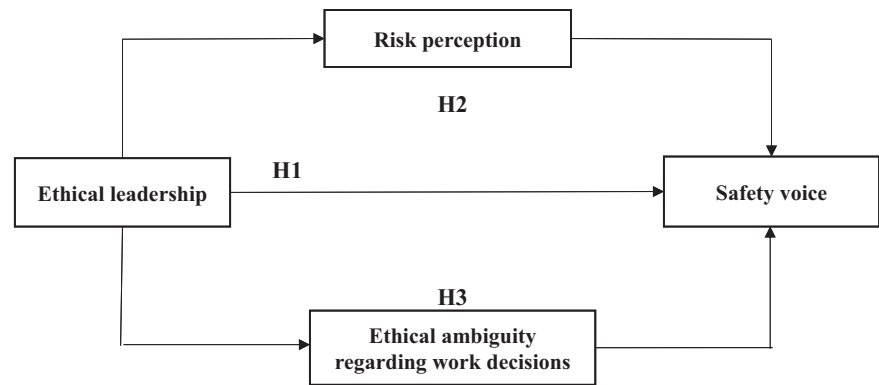 Risk perception
H2
H1
Ethical leadership
Safety voice
H3
Ethical ambiguity
regarding work decisions